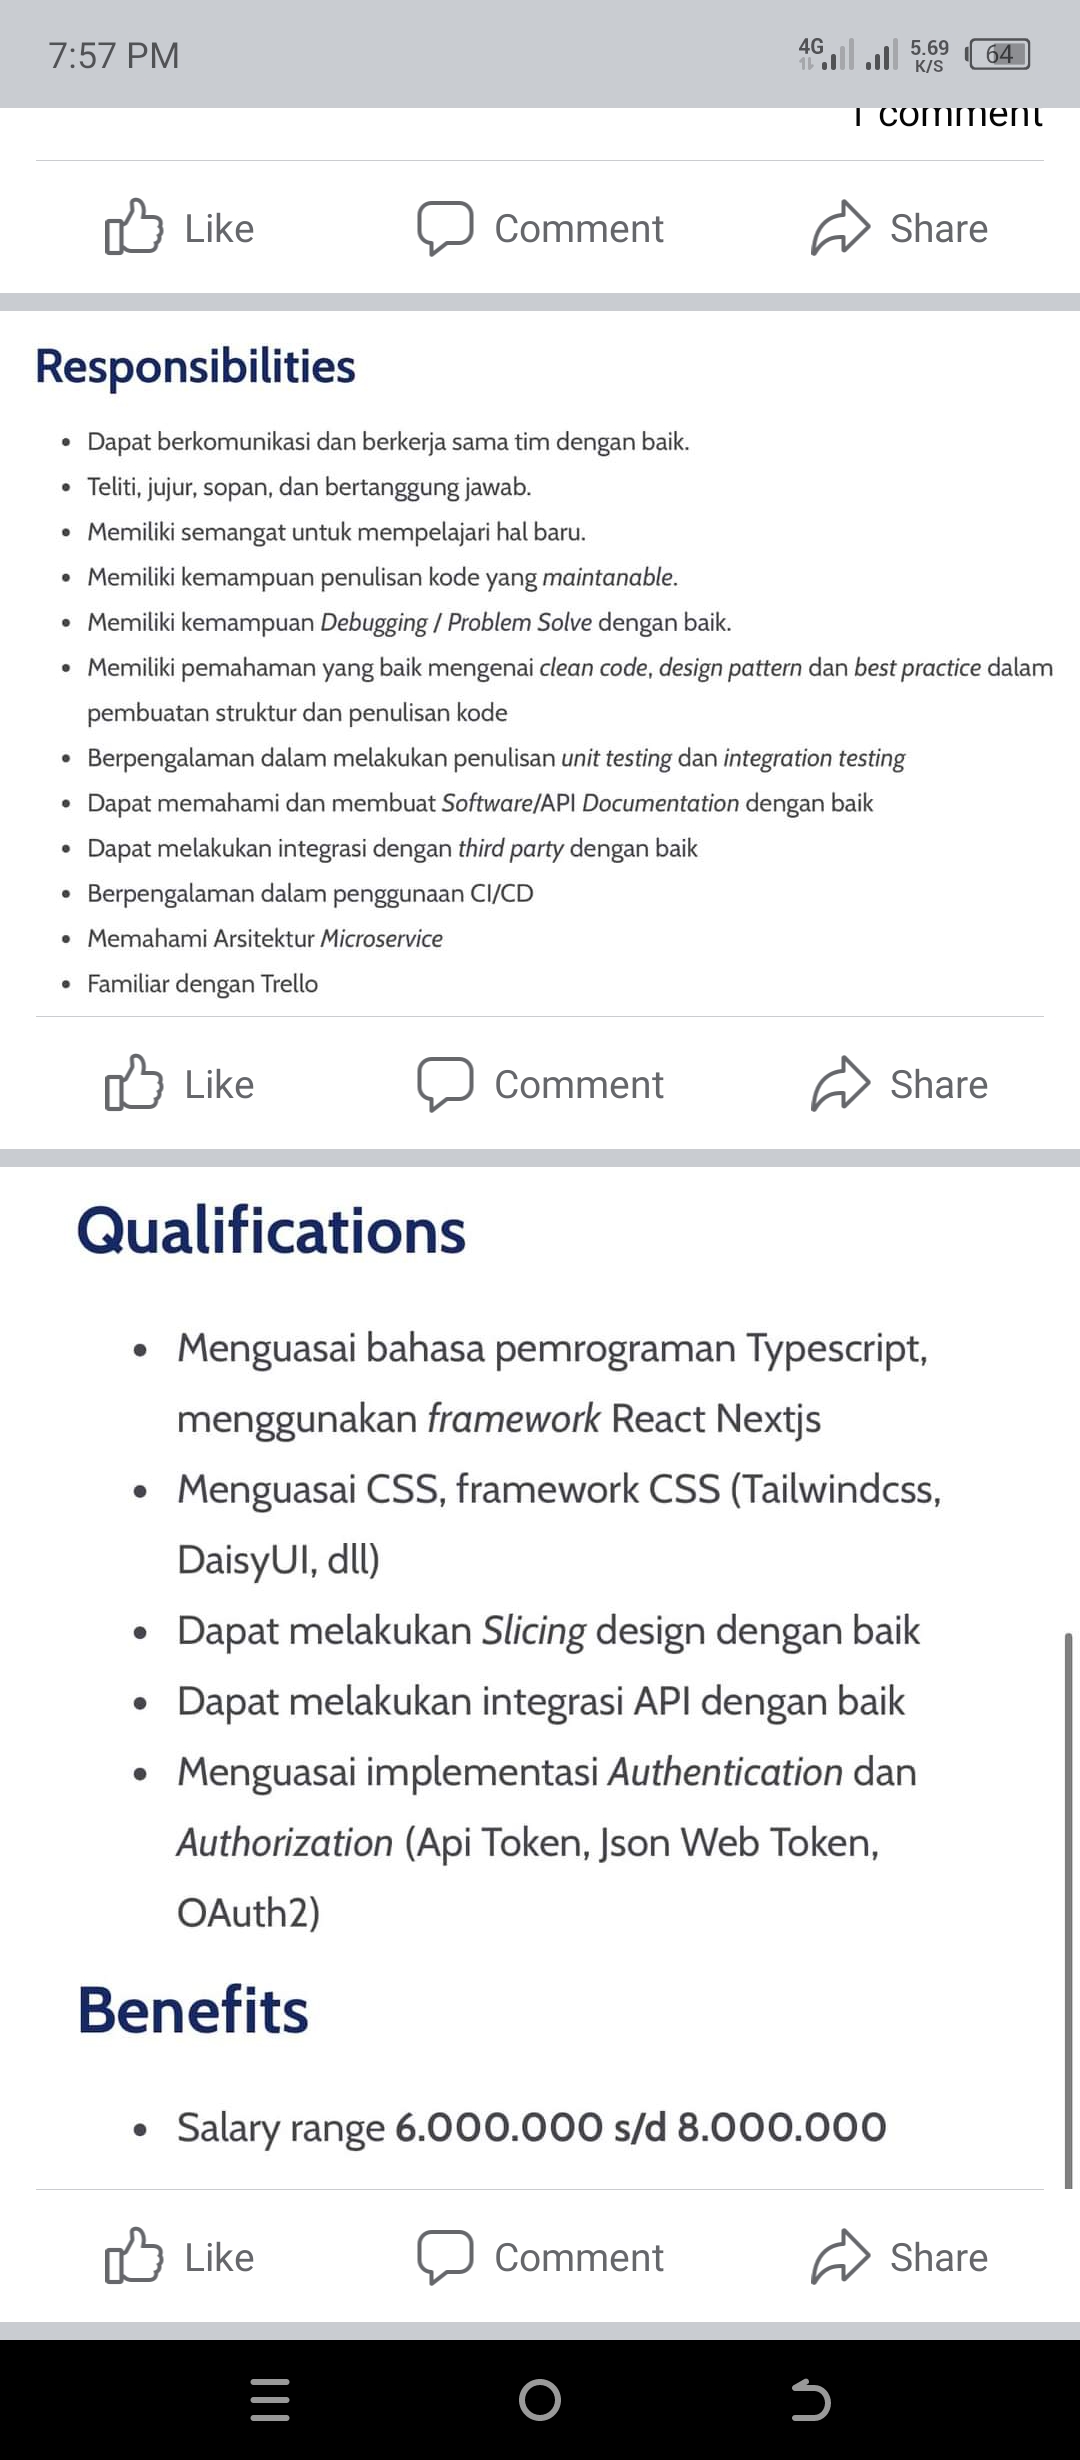 7:57 PM 4G 5.69 K/S 64
1 comment
Like Comment Share
Responsibilities
• Dapat berkomunikasi dan berkerja sama tim dengan baik.
• Teliti, jujur, sopan, dan bertanggung jawab.
• Memiliki semangat untuk mempelajari hal baru.
• Memiliki kemampuan penulisan kode yang maintanable.
• Memiliki kemampuan Debugging / Problem Solve dengan baik.
• Memiliki pemahaman yang baik mengenai clean code, design pattern dan best practice dalam
pembuatan struktur dan penulisan kode
• Berpengalaman dalam melakukan penulisan unit testing dan integration testing
• Dapat memahami dan membuat Software/API Documentation dengan baik
• Dapat melakukan integrasi dengan third party dengan baik
• Berpengalaman dalam penggunaan CI/CD
• Memahami Arsitektur Microservice
• Familiar dengan Trello
Like Comment Share
Qualifications
• Menguasai bahasa pemrograman Typescript,
menggunakan framework React Nextjs
• Menguasai CSS, framework CSS (Tailwindcss,
DaisyUI, dll)
• Dapat melakukan Slicing design dengan baik
• Dapat melakukan integrasi API dengan baik
• Menguasai implementasi Authentication dan
Authorization (Api Token, Json Web Token,
OAuth2)
Benefits
• Salary range 6.000.000 s/d 8.000.000
Like Comment Share